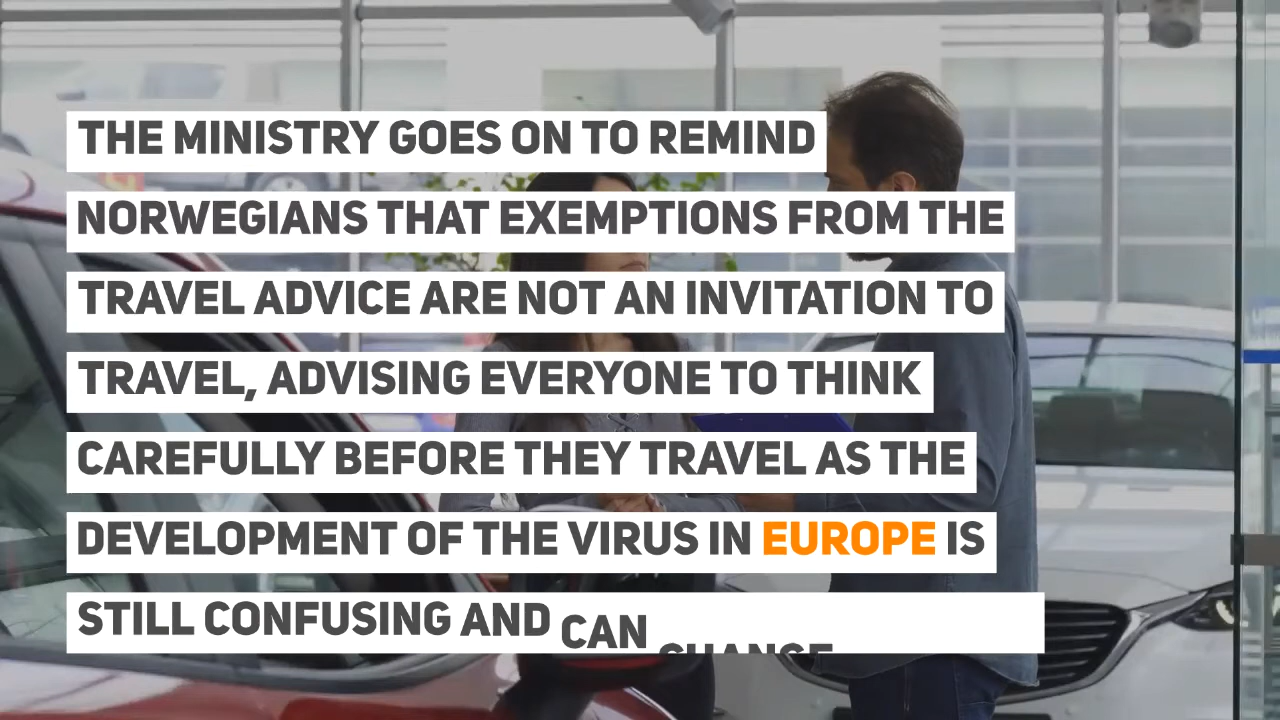 THE MINISTRY GOES ON TO REMIND
NORWEGIANS THAT EXEMPTIONS FROM THE
TRAVEL ADVICE ARE NOT AN INVITATION TO
TRAVEL, ADVISING EVERYONE TO THINK
CAREFULLY BEFORE THEY TRAVEL AS THE
DEVELOPMENT OF THE VIRUS IN EUROPE IS
STILL CONFUSING AND CAN CHANGE